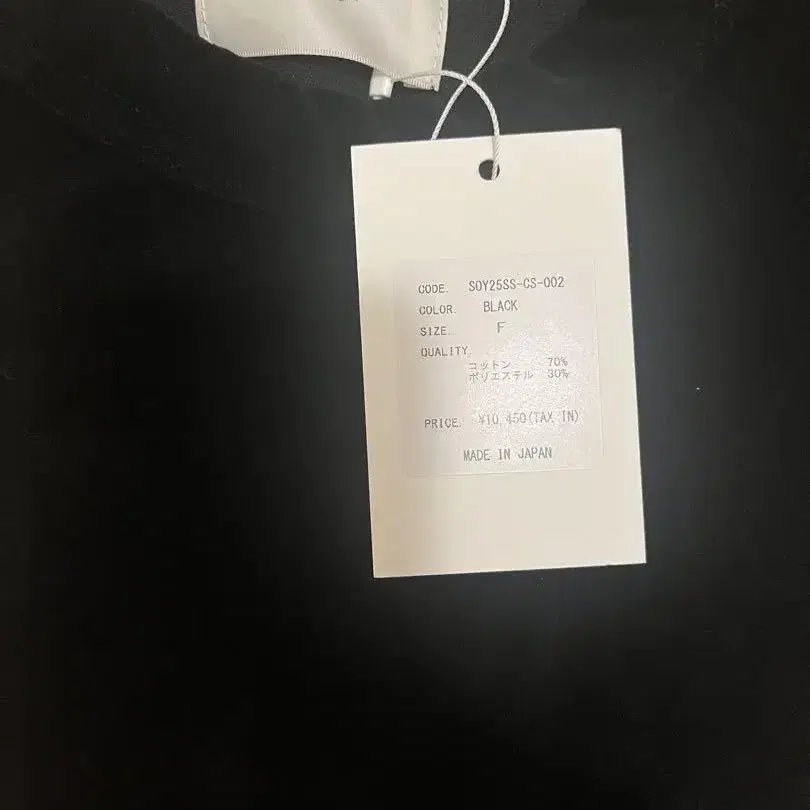 CODE. SOY25SS-CS-002
COLOR. BLACK
SIZE. F
QUALITY.
コットン 70%
ポリエステル 30%
PRICE. ¥10,450(TAX IN)
MADE IN JAPAN